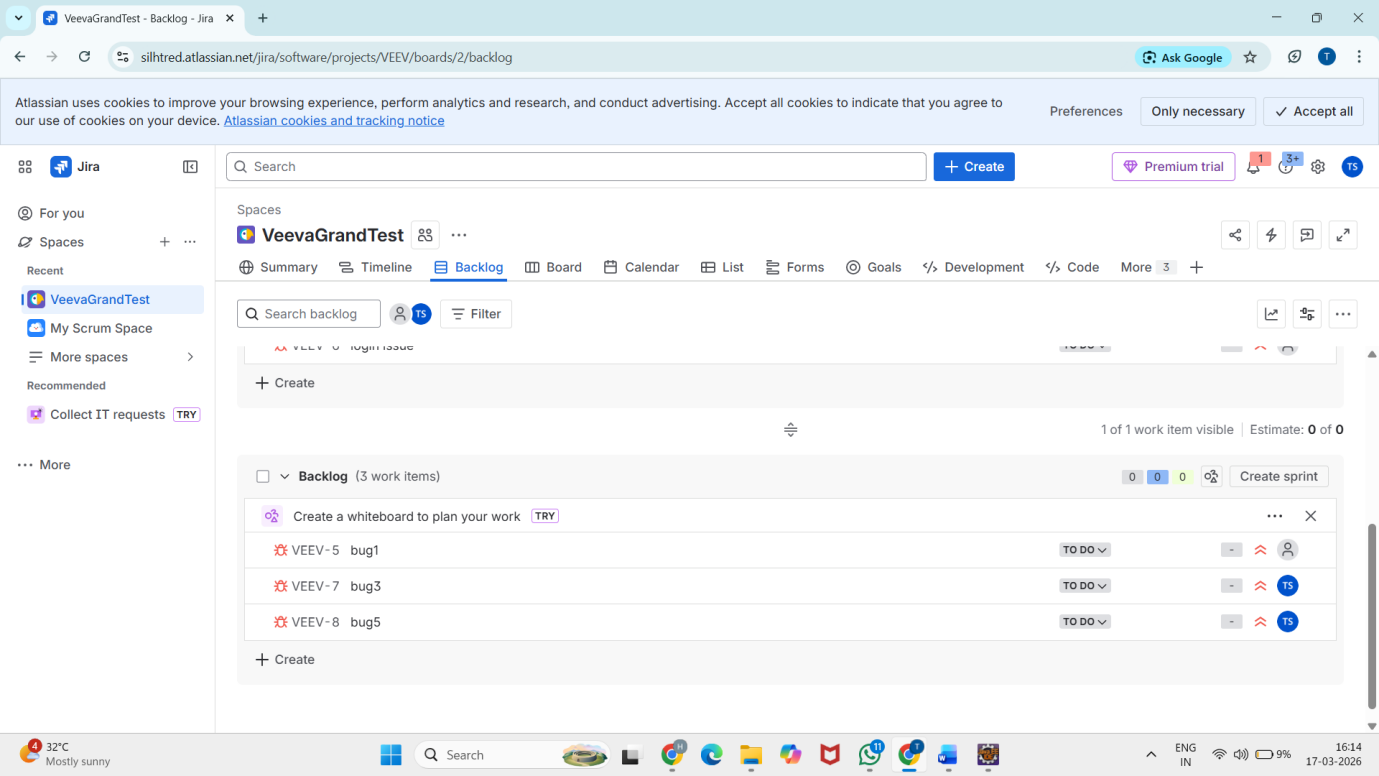 VeevaGrandTest - Backlog - Jira
silhtred.atlassian.net/jira/software/projects/VEEV/boards/2/backlog
Ask Google
T
Atlassian uses cookies to improve your browsing experience, perform analytics and research, and conduct advertising. Accept all cookies to indicate that you agree to
our use of cookies on your device. Atlassian cookies and tracking notice
Preferences
Only necessary
Accept all
Jira
Search
Create
Premium trial
1
3+
TS
For you
Spaces
Recent
VeevaGrandTest
My Scrum Space
More spaces
Recommended
Collect IT requests TRY
More
Spaces
VeevaGrandTest
Summary Timeline Backlog Board Calendar List Forms Goals Development Code More 3
Search backlog
TS
Filter
VEEV-6 login issue TO DO
Create
1 of 1 work item visible Estimate: 0 of 0
Backlog (3 work items) 0 0 0 Create sprint
Create a whiteboard to plan your work TRY
VEEV-5 bug1 TO DO -
VEEV-7 bug3 TO DO - TS
VEEV-8 bug5 TO DO - TS
Create
4
32°C
Mostly sunny
Search
H
11
T
ENG
IN
9%
16:14
17-03-2026